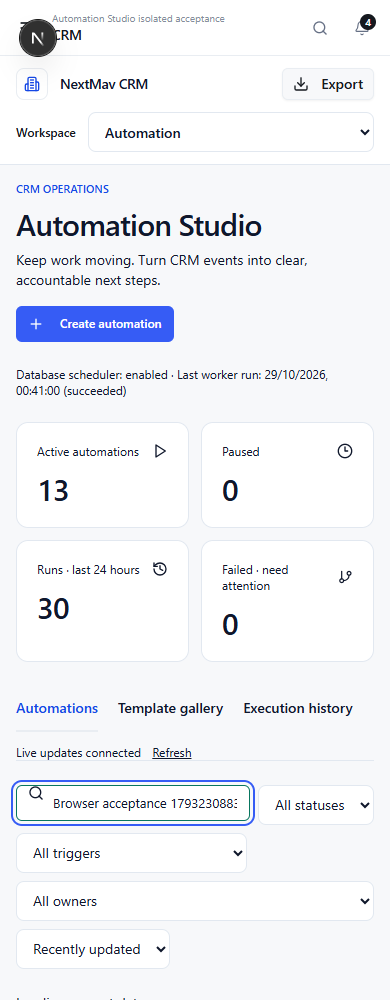 Automation Studio isolated acceptance
CRM
N
4
NextMav CRM
Export
Workspace
Automation
CRM OPERATIONS
Automation Studio
Keep work moving. Turn CRM events into clear,
accountable next steps.
Create automation
Database scheduler: enabled · Last worker run: 29/10/2026,
00:41:00 (succeeded)
Active automations
13
Paused
0
Runs · last 24 hours
30
Failed · need
attention
0
Automations Template gallery Execution history
Live updates connected Refresh
Browser acceptance 1793230883
All statuses
All triggers
All owners
Recently updated